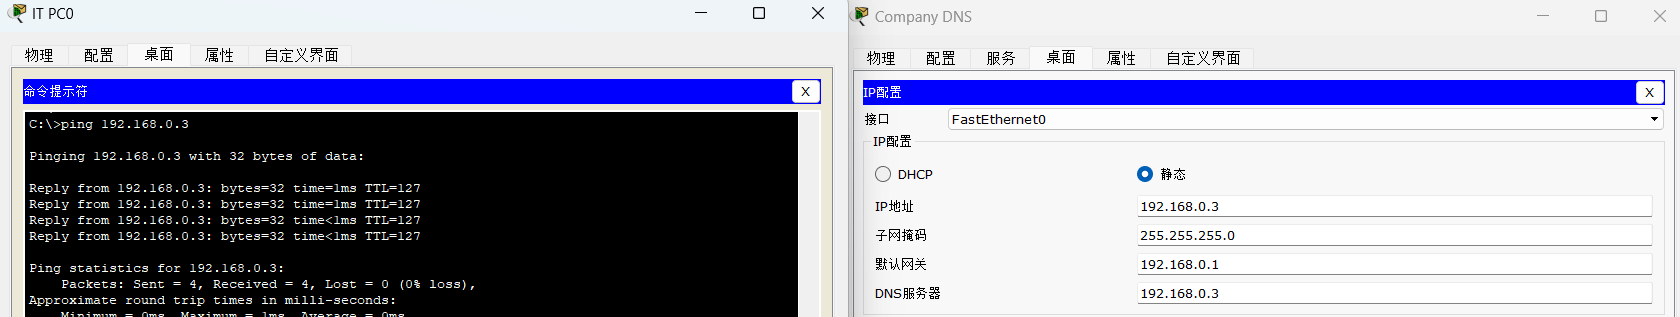 IT PC0
物理 配置 桌面 属性 自定义界面
命令提示符 X
C:\>ping 192.168.0.3
Pinging 192.168.0.3 with 32 bytes of data:
Reply from 192.168.0.3: bytes=32 time=1ms TTL=127
Reply from 192.168.0.3: bytes=32 time=1ms TTL=127
Reply from 192.168.0.3: bytes=32 time<1ms TTL=127
Reply from 192.168.0.3: bytes=32 time<1ms TTL=127
Ping statistics for 192.168.0.3:
Packets: Sent = 4, Received = 4, Lost = 0 (0% loss),
Approximate round trip times in milli-seconds:
Minimum = 0ms, Maximum = 1ms, Average = 0ms
Company DNS
物理 配置 服务 桌面 属性 自定义界面
IP配置 X
接口 FastEthernet0
IP配置
DHCP 静态
IP地址 192.168.0.3
子网掩码 255.255.255.0
默认网关 192.168.0.1
DNS服务器 192.168.0.3